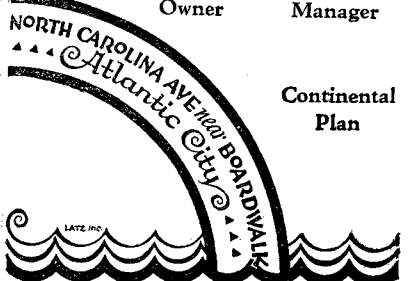 Owner Manager
NORTH CAROLINA AVE near BOARDWALK
Atlantic City
Continental
Plan
LATZ Inc.